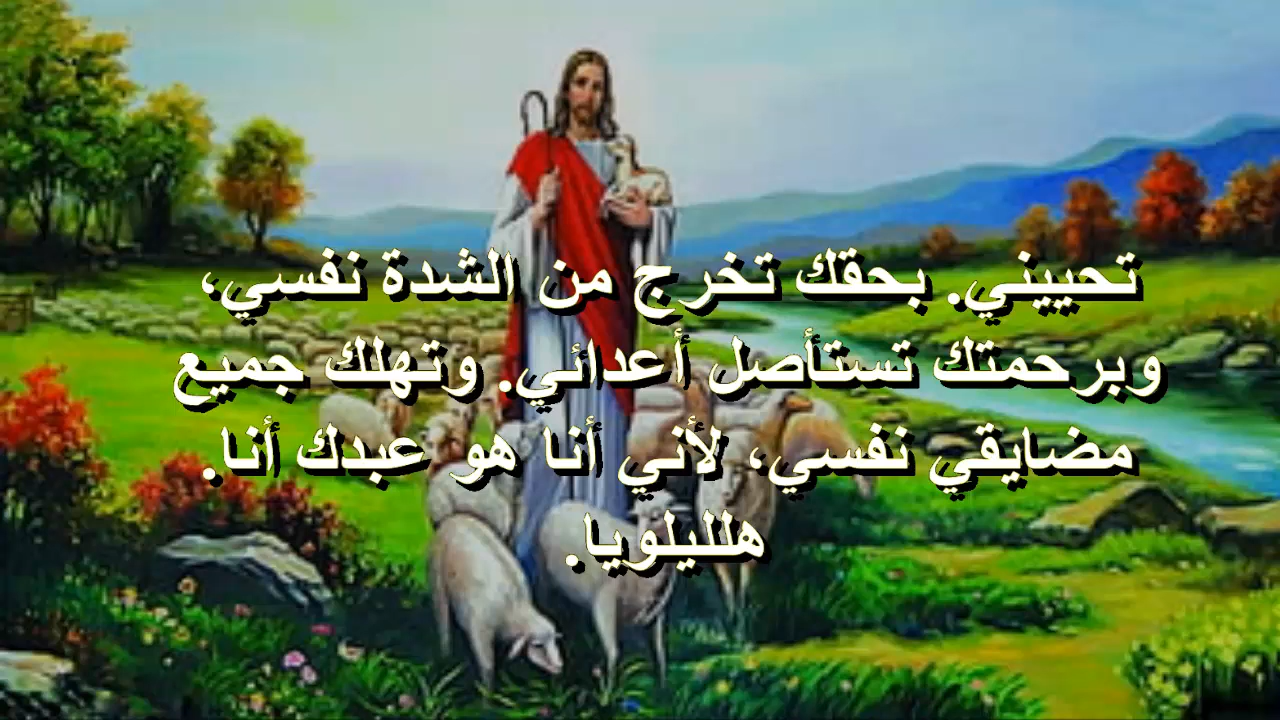 تحييني. بحقك تخرج من الشدة نفسي،
وبرحمتك تستأصل أعدائي. وتهلك جميع
مضايقي نفسي، لأني أنا هو عبدك أنا.
هلليلويا.